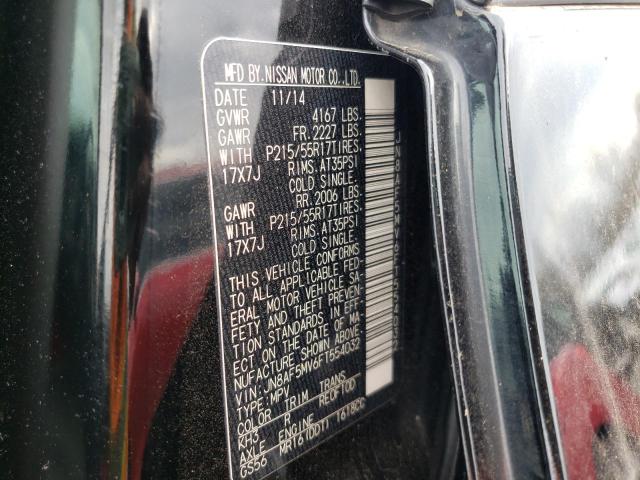 MFD BY.NISSAN MOTOR CO.,LTD.
DATE 11/14
GVWR 4167 LBS.
GAWR FR. 2227 LBS.
WITH P215/55R17TIRES.
17X7J RIMS.AT35PSI
COLD SINGLE.
GAWR RR. 2006 LBS
WITH P215/55R17TIRES.
17X7J RIMS.AT35PSI
COLD SINGLE.
THIS VEHICLE CONFORMS
TO ALL APPLICABLE FED-
ERAL MOTOR VEHICLE SA-
FETY AND THEFT PREVEN-
TION STANDARDS IN EFF-
ECT ON THE DATE OF MA-
NUFACTURE SHOWN ABOVE
VIN: JN8AF5MV6FT554032
TYPE: MPV
COLOR TRIM TRANS
KH3 R RE0F10D
AXLE ENGINE
GS56 MR16(DDT) 1618CC